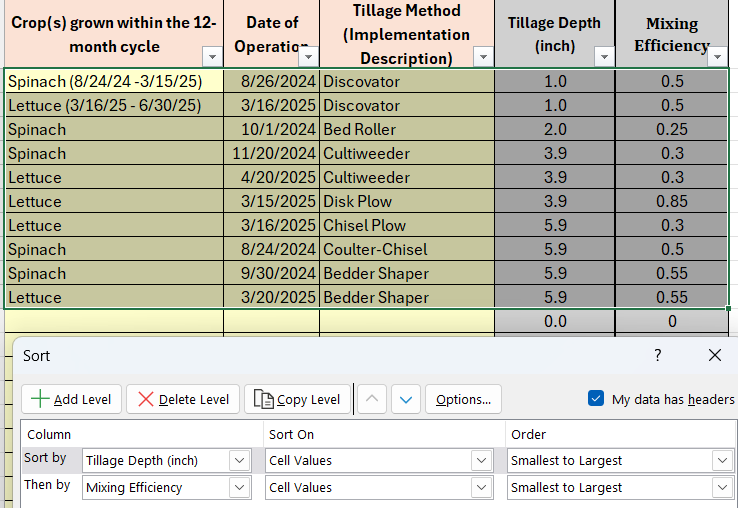 Crop(s) grown within the 12-
month cycle
Date of
Operation
Tillage Method
(Implementation
Description)
Tillage Depth
(inch)
Mixing
Efficiency
Spinach (8/24/24 -3/15/25) 8/26/2024 Discovator 1.0 0.5
Lettuce (3/16/25 - 6/30/25) 3/16/2025 Discovator 1.0 0.5
Spinach 10/1/2024 Bed Roller 2.0 0.25
Spinach 11/20/2024 Cultiweeder 3.9 0.3
Lettuce 4/20/2025 Cultiweeder 3.9 0.3
Lettuce 3/15/2025 Disk Plow 3.9 0.85
Lettuce 3/16/2025 Chisel Plow 5.9 0.3
Spinach 8/24/2024 Coulter-Chisel 5.9 0.5
Spinach 9/30/2024 Bedder Shaper 5.9 0.55
Lettuce 3/20/2025 Bedder Shaper 5.9 0.55
0.0 0
Sort ? ×
Add Level Delete Level Copy Level Options... My data has headers
Column Sort On Order
Sort by Tillage Depth (inch) Cell Values Smallest to Largest
Then by Mixing Efficiency Cell Values Smallest to Largest